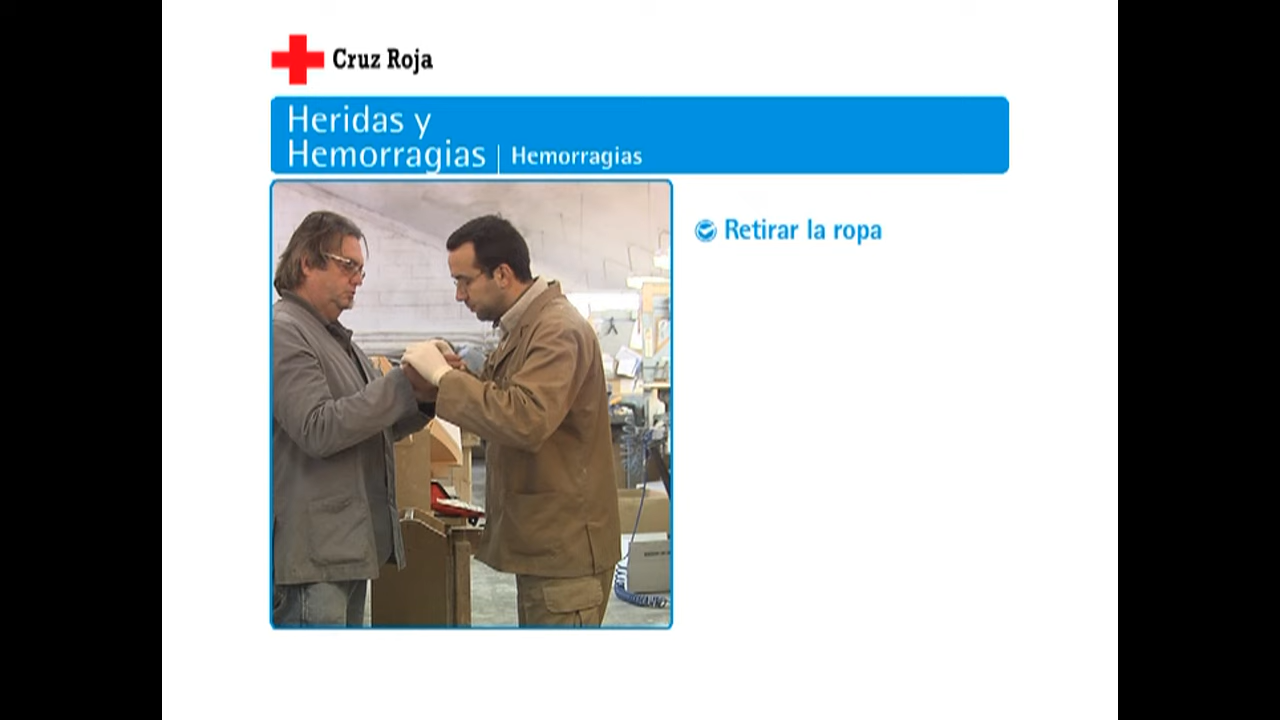 Cruz Roja
Heridas y
Hemorragias | Hemorragias
Retirar la ropa